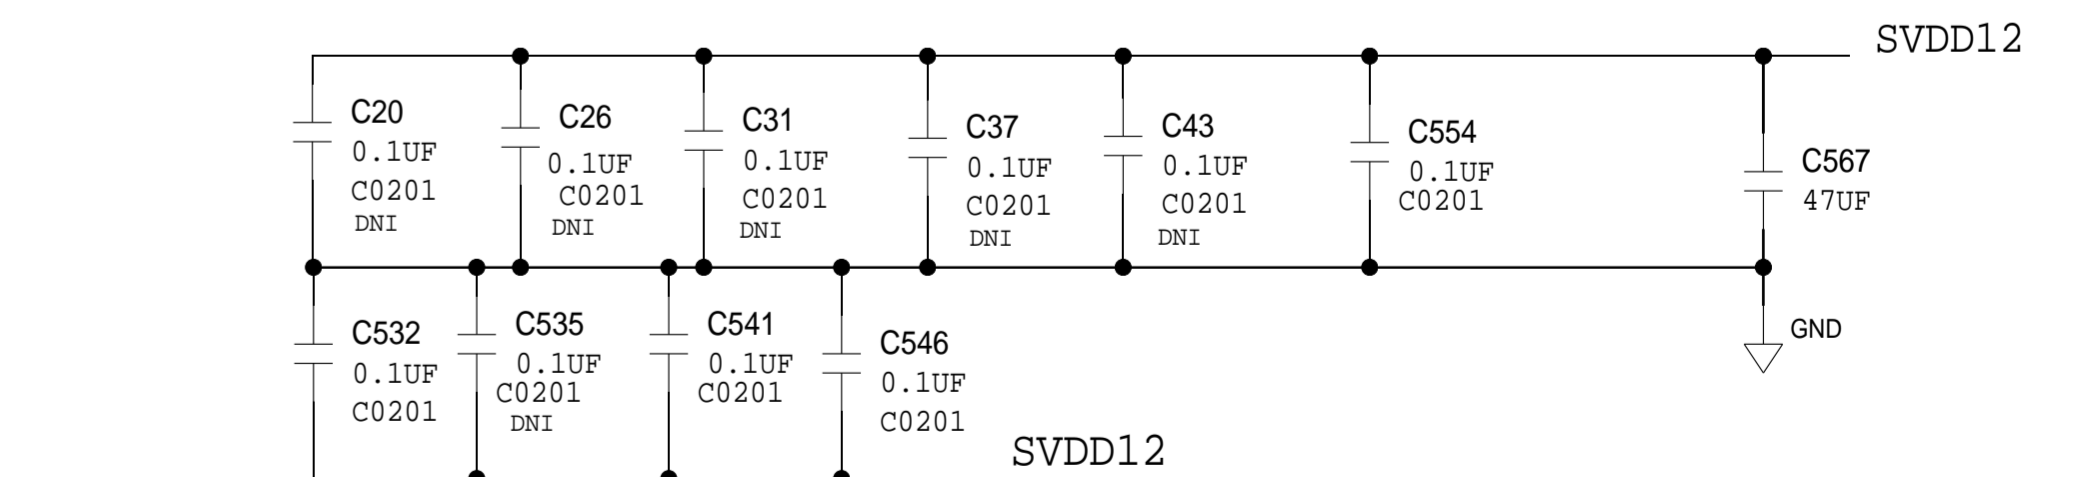 SVDD12
C20
0.1UF
C0201
DNI
C26
0.1UF
C0201
DNI
C31
0.1UF
C0201
DNI
C37
0.1UF
C0201
DNI
C43
0.1UF
C0201
DNI
C554
0.1UF
C0201
C567
47UF
C532
0.1UF
C0201
C535
0.1UF
C0201
DNI
C541
0.1UF
C0201
C546
0.1UF
C0201
GND
SVDD12